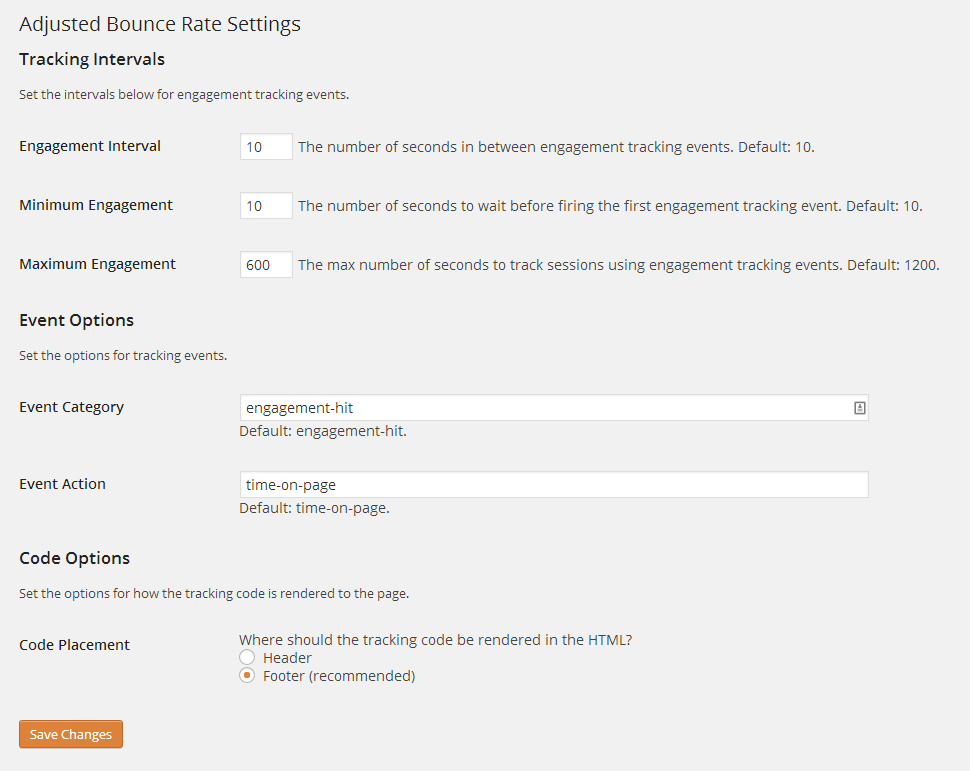 Adjusted Bounce Rate Settings
Tracking Intervals
Set the intervals below for engagement tracking events.
Engagement Interval 10 The number of seconds in between engagement tracking events. Default: 10.
Minimum Engagement 10 The number of seconds to wait before firing the first engagement tracking event. Default: 10.
Maximum Engagement 600 The max number of seconds to track sessions using engagement tracking events. Default: 1200.
Event Options
Set the options for tracking events.
Event Category engagement-hit
Default: engagement-hit.
Event Action time-on-page
Default: time-on-page.
Code Options
Set the options for how the tracking code is rendered to the page.
Code Placement Where should the tracking code be rendered in the HTML?
Header
Footer (recommended)
Save Changes